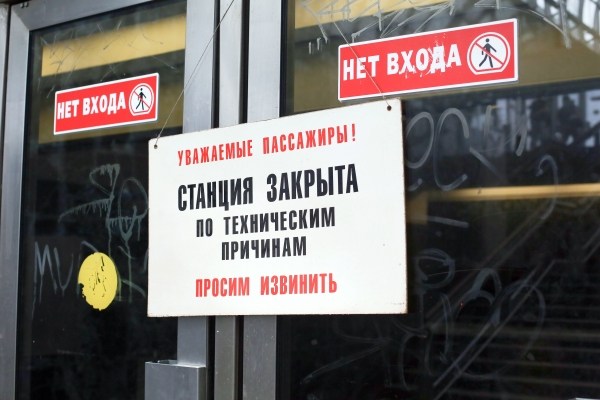 НЕТ ВХОДА
НЕТ ВХОДА
УВАЖАЕМЫЕ ПАССАЖИРЫ!
СТАНЦИЯ ЗАКРЫТА
ПО ТЕХНИЧЕСКИМ
ПРИЧИНАМ
ПРОСИМ ИЗВИНИТЬ